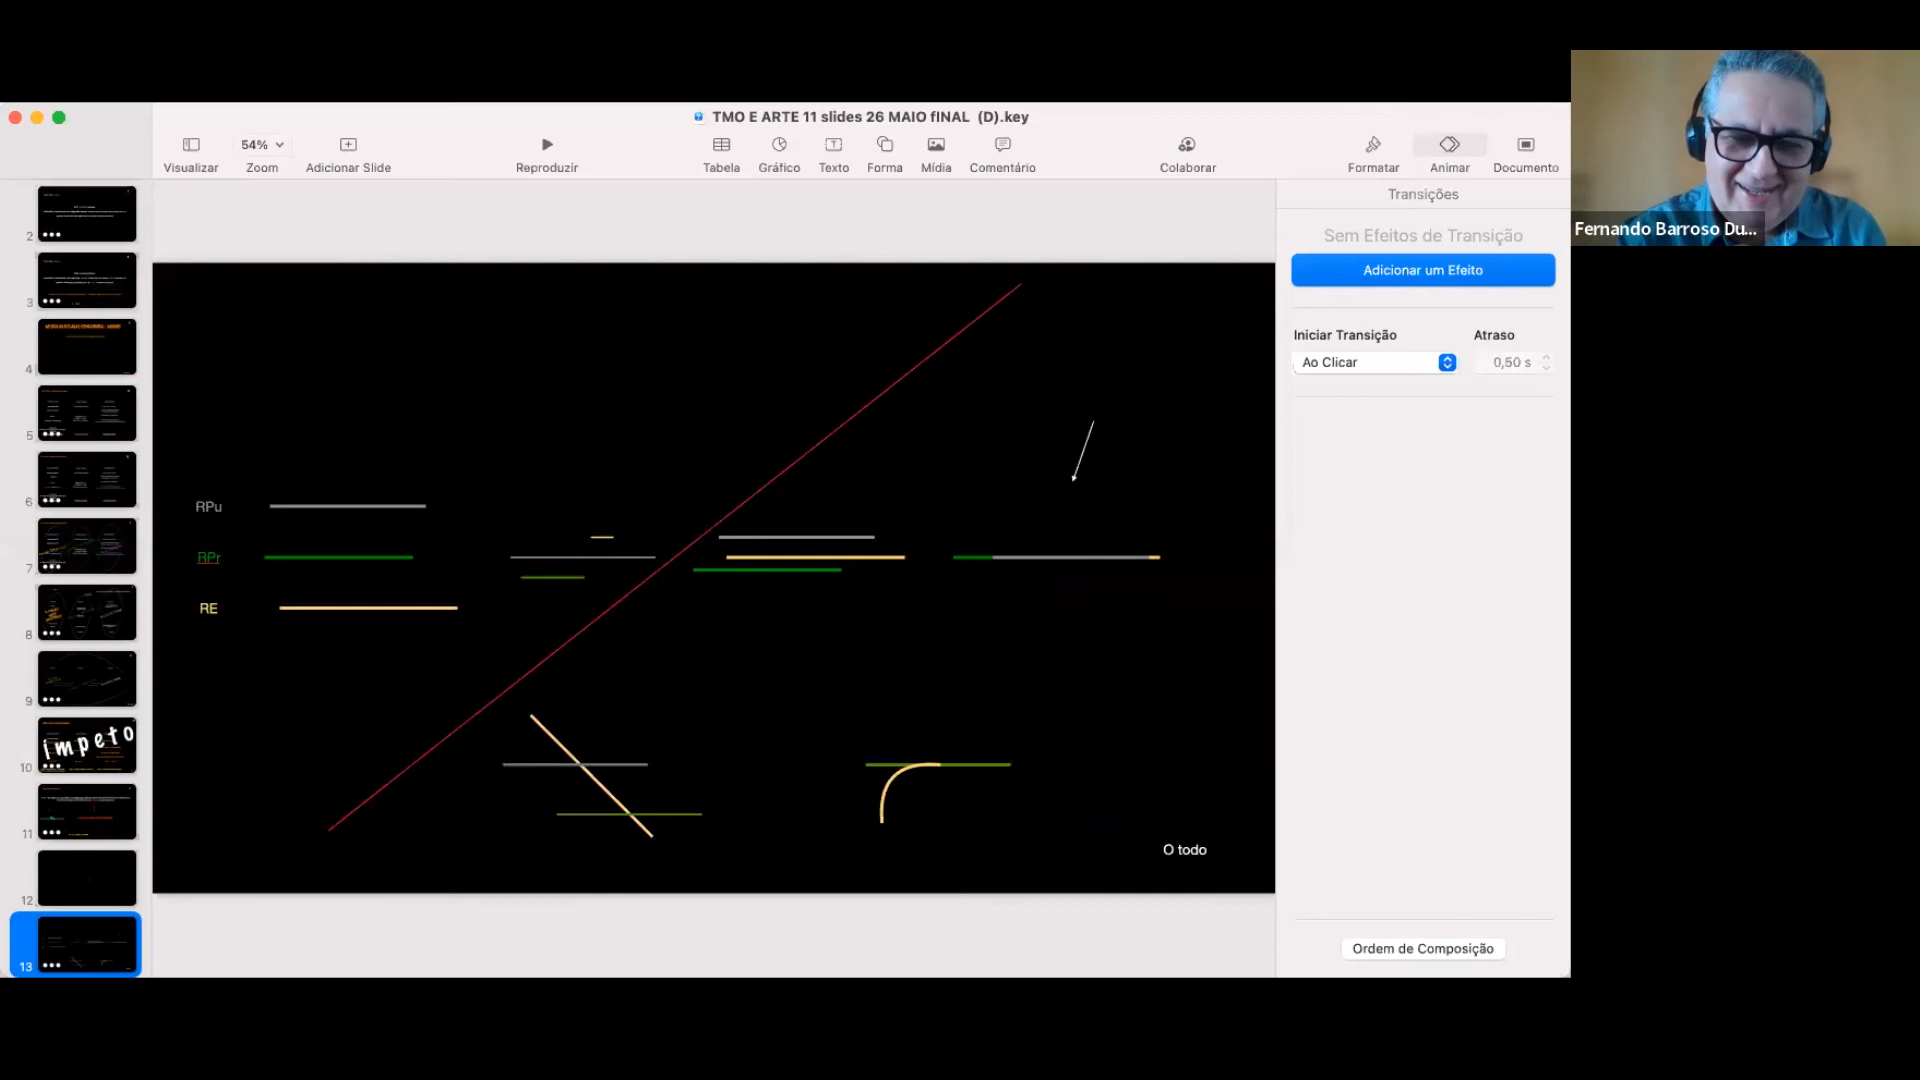 TMO E ARTE 11 slides 26 MAIO fINAL (D).key
Visualizar
54%
Zoom
Adicionar Slide
Reproduzir
Tabela
Gráfico
Texto
Forma
Mídia
Comentário
Colaborar
Formatar
Animar
Documento
Transições
Sem Efeitos de Transição
Adicionar um Efeito
Iniciar Transição
Atraso
Ao Clicar
0,50 s
Ordem de Composição
Fernando Barroso Du...
RPu
RPr
RE
O todo
2
3
4
5
6
7
8
9
10
impeto
11
12
13